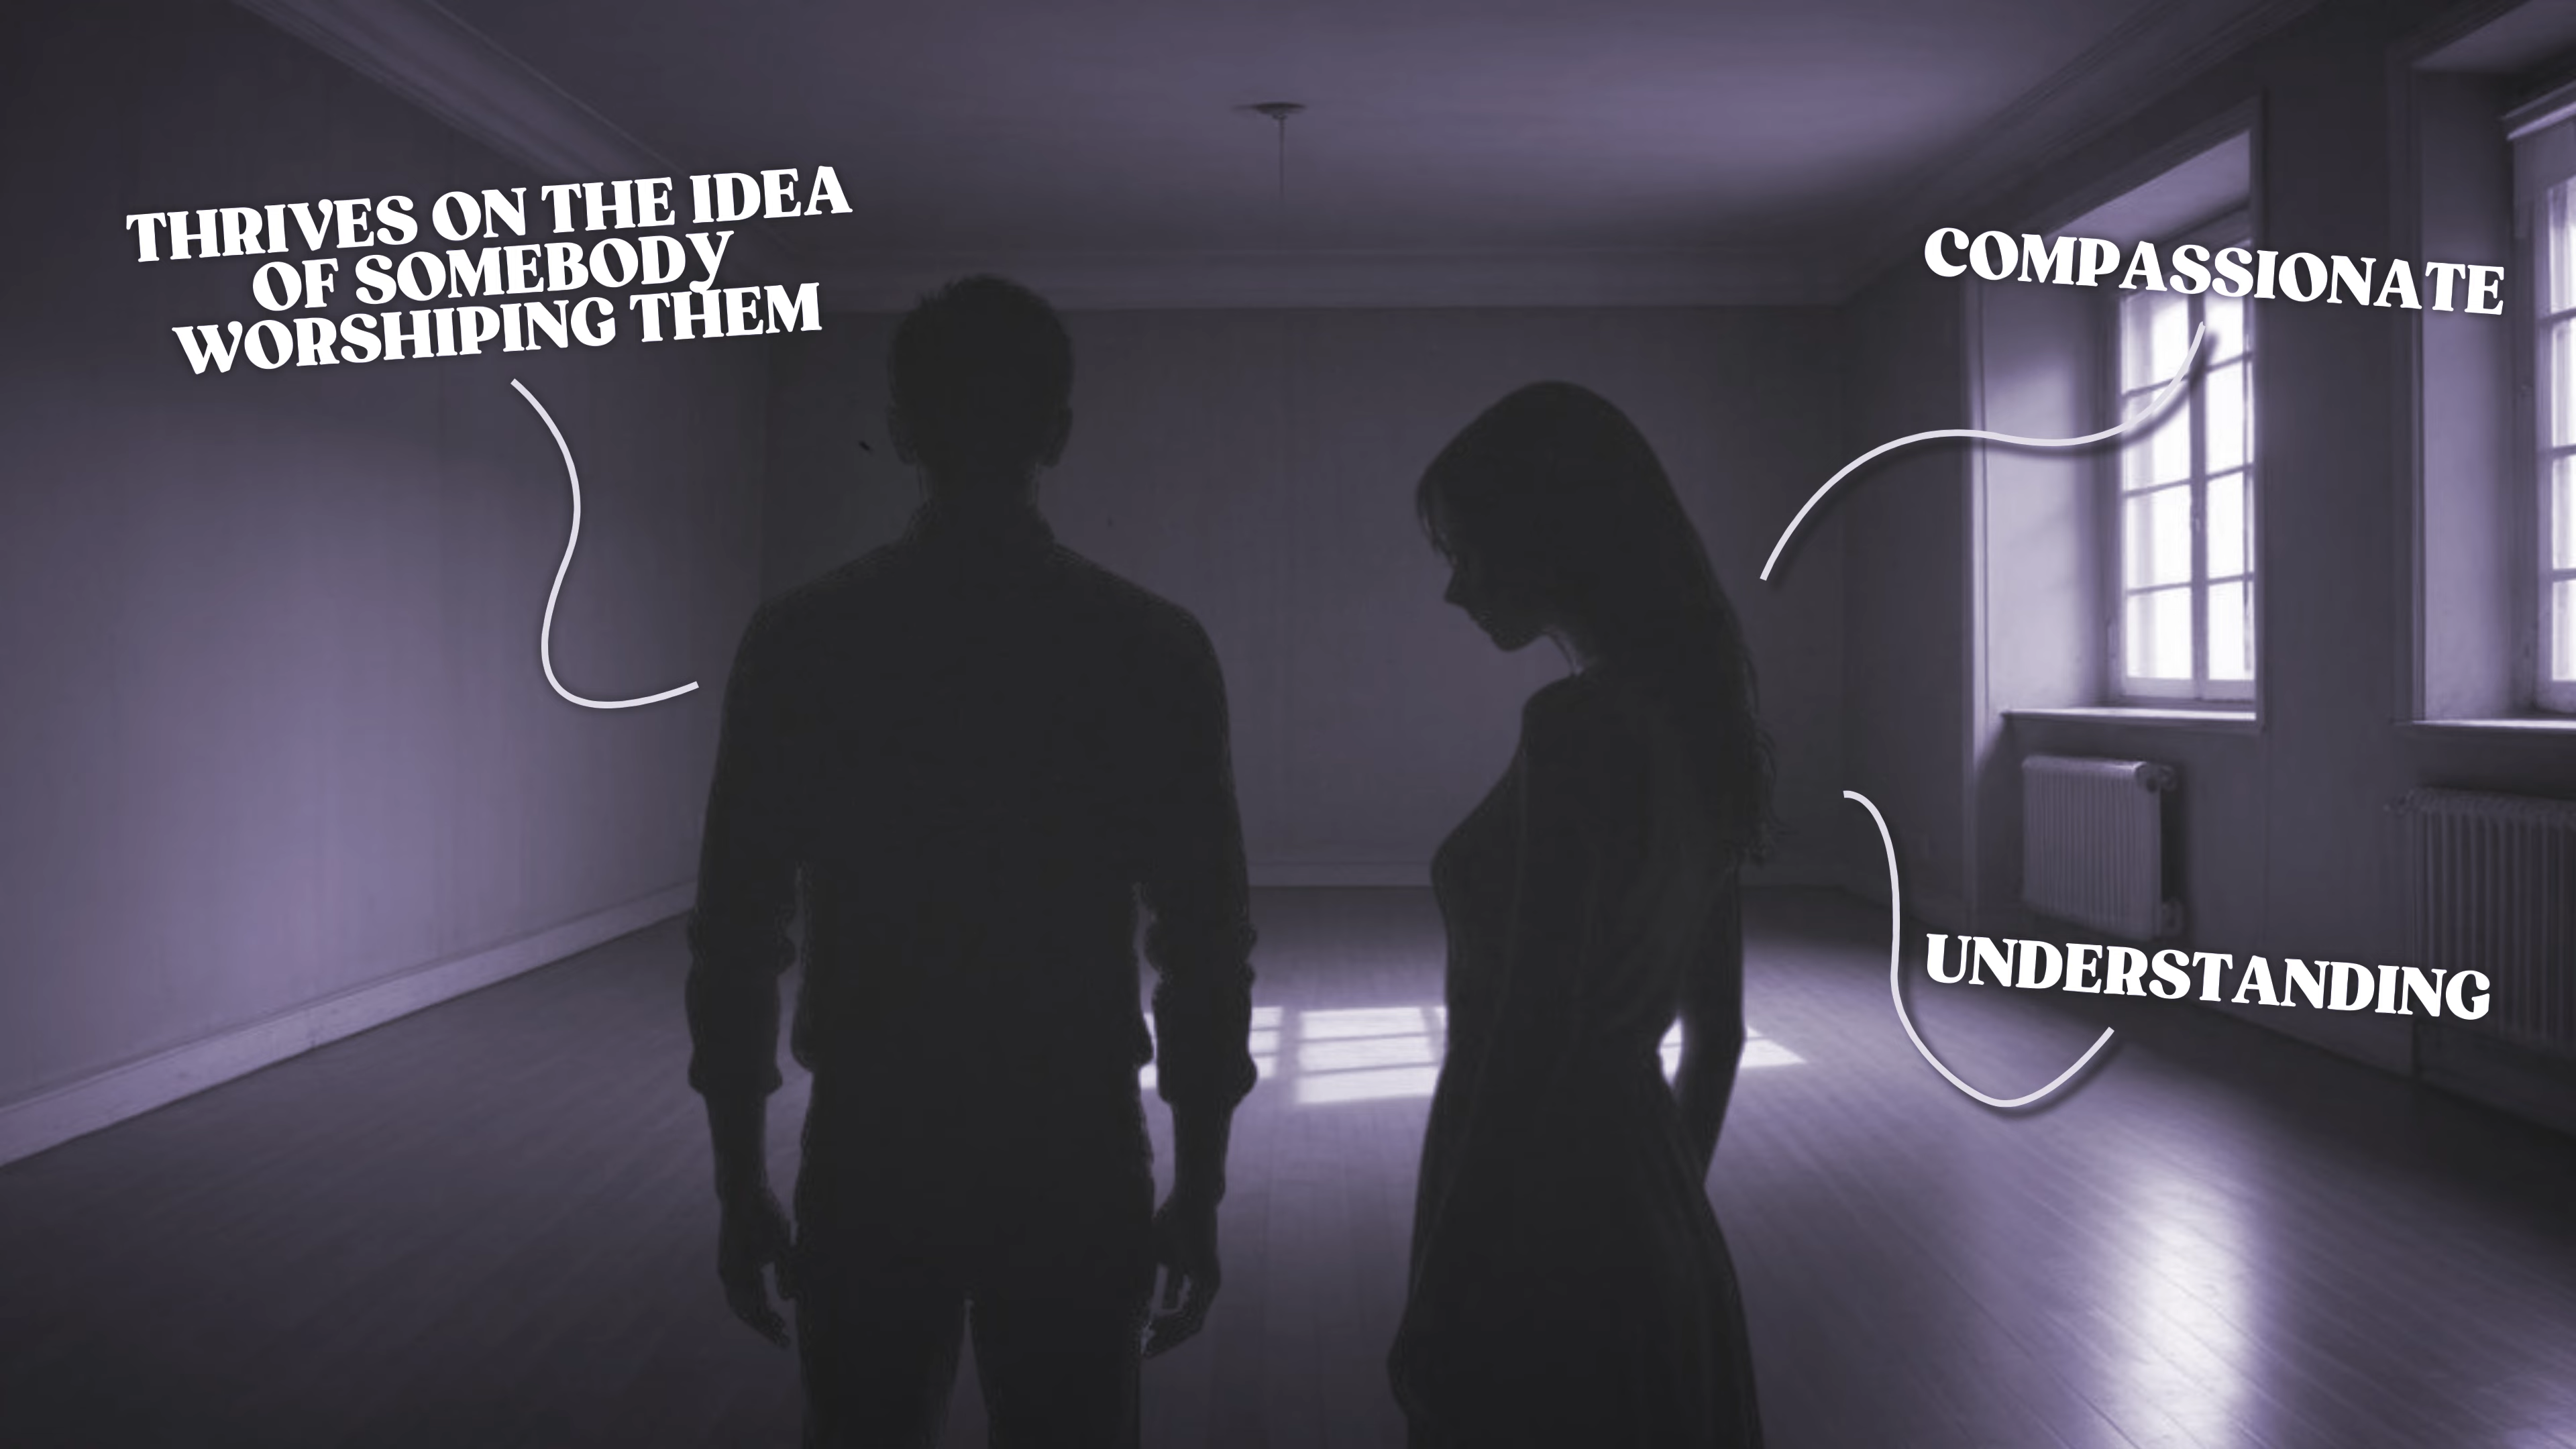 THRIVES ON THE IDEA
OF SOMEBODY
WORSHIPING THEM
COMPASSIONATE
UNDERSTANDING